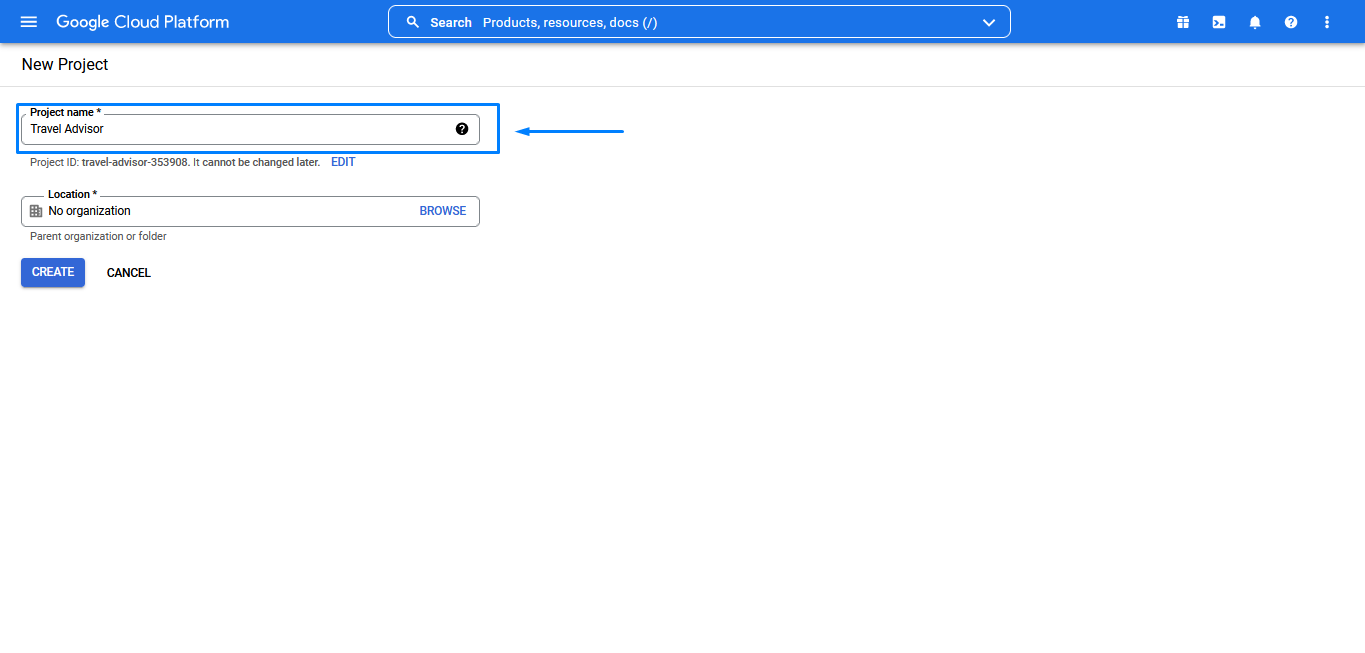 Google Cloud Platform
Search Products, resources, docs (/)
New Project
Project name *
Travel Advisor
Project ID: travel-advisor-353908. It cannot be changed later. EDIT
Location *
No organization BROWSE
Parent organization or folder
CREATE CANCEL